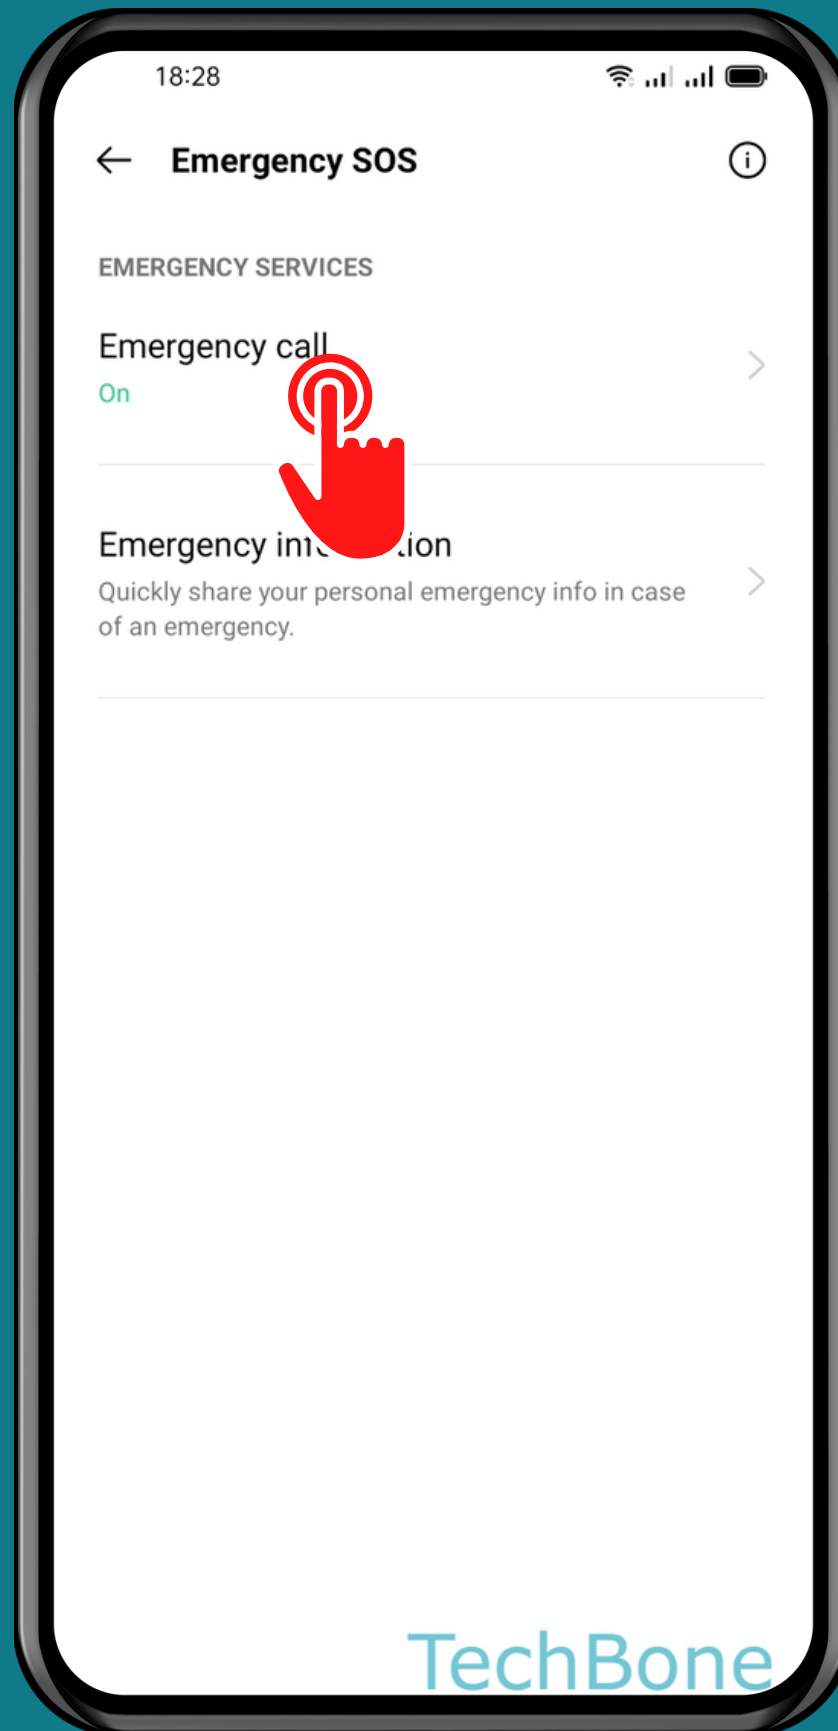 18:28
Emergency SOS
EMERGENCY SERVICES
Emergency call
On
Emergency
Quickly share your personal emergency info in case
of an emergency.
TechBone